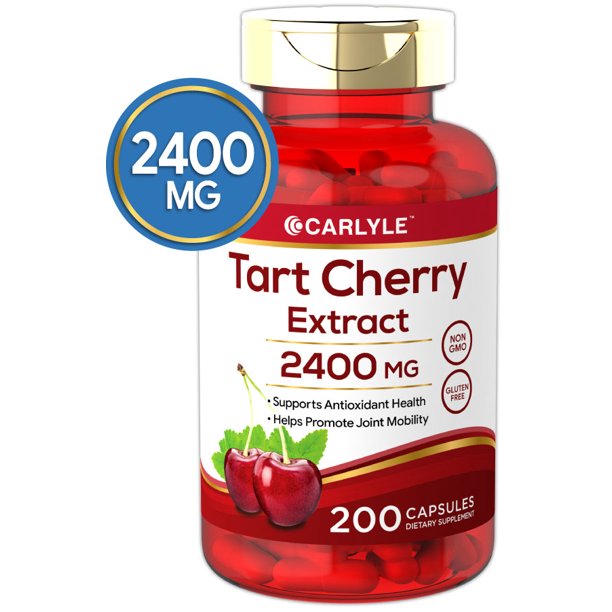 2400
MG
CARLYLE™
Tart Cherry
Extract
2400 MG
• Supports Antioxidant Health
• Helps Promote Joint Mobility
NON
GMO
GLUTEN
FREE
200 CAPSULES
DIETARY SUPPLEMENT